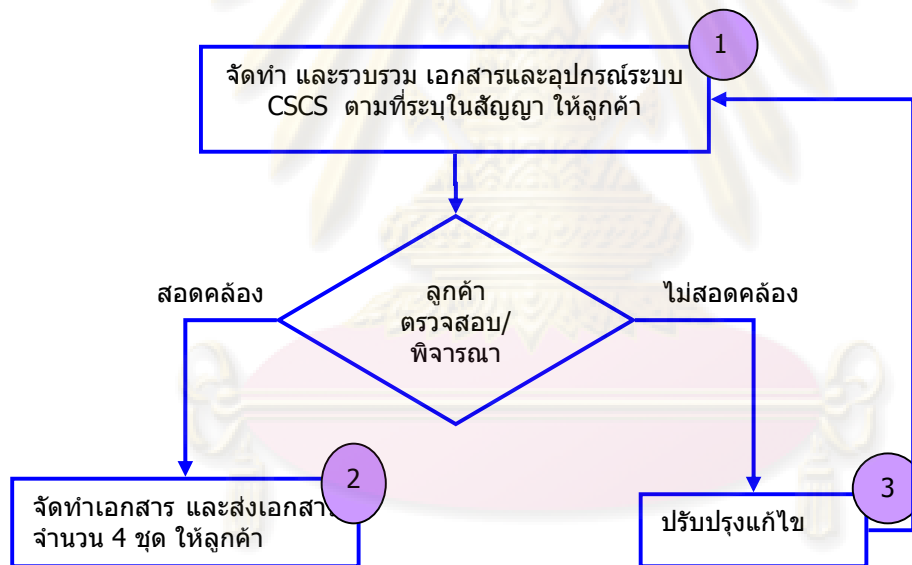 1
จัดทำ และรวบรวม เอกสารและอุปกรณ์ระบบ
CSCS ตามที่ระบุในสัญญา ให้ลูกค้า
สอดคล้อง
ลูกค้า
ตรวจสอบ/
พิจารณา
ไม่สอดคล้อง
2
จัดทำเอกสาร และส่งเอกสาร
จำนวน 4 ชุด ให้ลูกค้า
3
ปรับปรุงแก้ไข